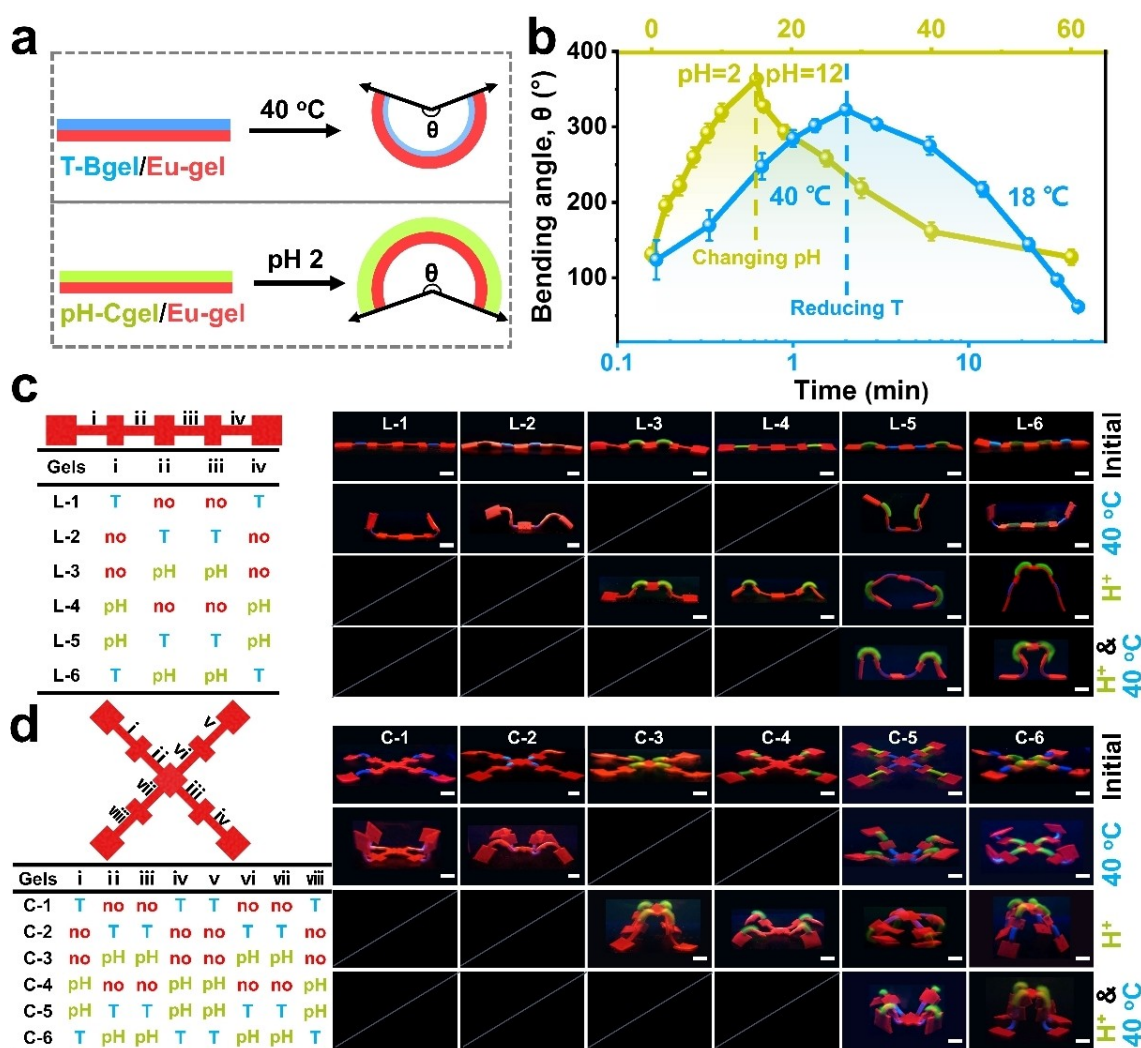 a
40 °C
θ
T-Bgel/Eu-gel
pH 2
θ
pH-Cgel/Eu-gel
b
0 20 40 60
400
300
200
100
Bending angle, θ (°)
pH=2 pH=12
40 ℃
18 ℃
Changing pH
Reducing T
0.1 1 10
Time (min)
c
i ii iii iv
Gels i ii iii iv
L-1 T no no T
L-2 no T T no
L-3 no pH pH no
L-4 pH no no pH
L-5 pH T T pH
L-6 T pH pH T
L-1 L-2 L-3 L-4 L-5 L-6
Initial
40 °C
H⁺
H⁺ & 40 °C
d
i ii iii iv v vi vii viii
Gels i ii iii iv v vi vii viii
C-1 T no no T T no no T
C-2 no T T no no T T no
C-3 no pH pH no no pH pH no
C-4 pH no no pH pH no no pH
C-5 pH T T pH pH T T pH
C-6 T pH pH T T pH pH T
C-1 C-2 C-3 C-4 C-5 C-6
Initial
40 °C
H⁺
H⁺ & 40 °C